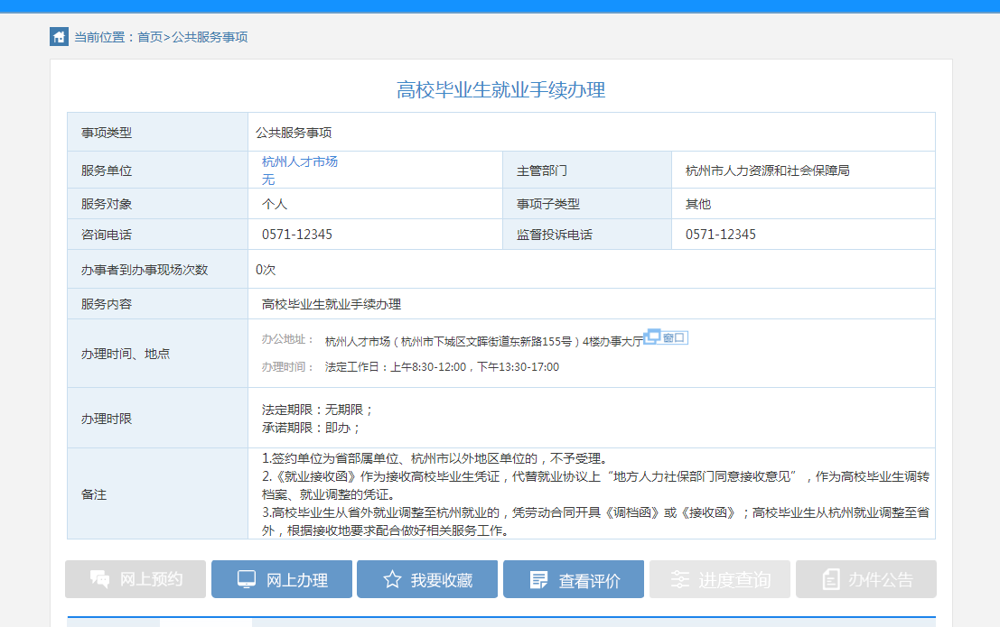 当前位置：首页>公共服务事项
高校毕业生就业手续办理
事项类型 公共服务事项
服务单位 杭州人才市场 无 主管部门 杭州市人力资源和社会保障局
服务对象 个人 事项子类型 其他
咨询电话 0571-12345 监督投诉电话 0571-12345
办事者到办事现场次数 0次
服务内容 高校毕业生就业手续办理
办理时间、地点
办公地址： 杭州人才市场（杭州市下城区文晖街道东新路155号）4楼办事大厅 窗口
办理时间： 法定工作日：上午8:30-12:00，下午13:30-17:00
办理时限
法定期限：无期限；
承诺期限：即办；
备注
1.签约单位为省部属单位、杭州市以外地区单位的，不予受理。
2.《就业接收函》作为接收高校毕业生凭证，代替就业协议上“地方人力社保部门同意接收意见”，作为高校毕业生调转
档案、就业调整的凭证。
3.高校毕业生从省外就业调整至杭州就业的，凭劳动合同开具《调档函》或《接收函》；高校毕业生从杭州就业调整至省
外，根据接收地要求配合做好相关服务工作。
网上预约 网上办理 我要收藏 查看评价 进度查询 办件公告